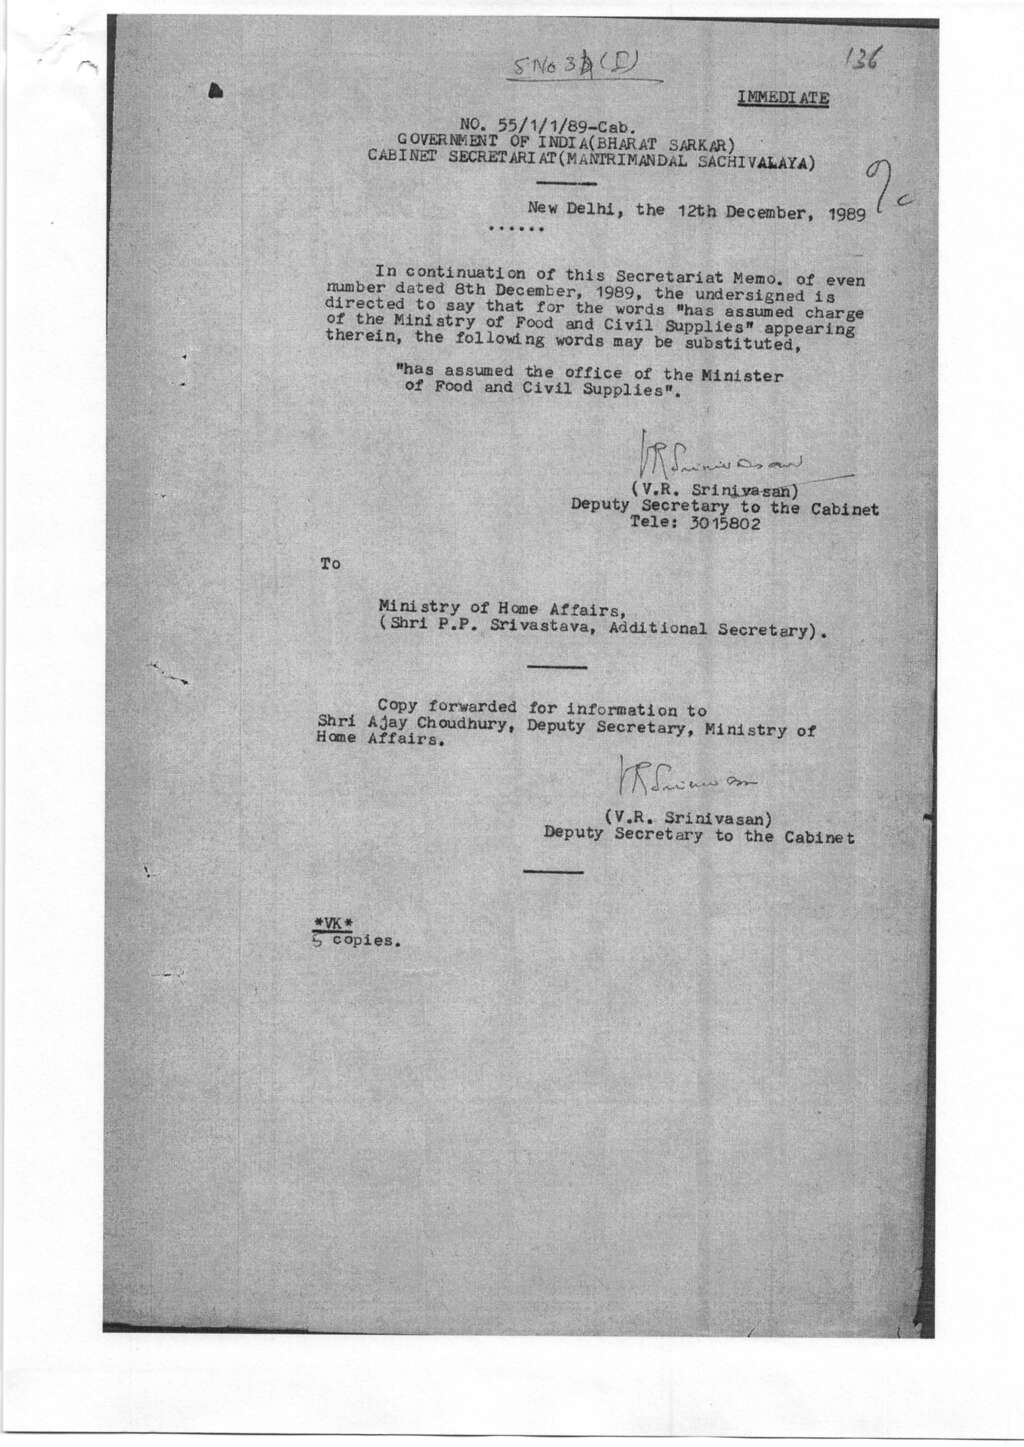 S No 3 (I)
136
IMMEDIATE
NO. 55/1/1/89-Cab.
GOVERNMENT OF INDIA(BHARAT SARKAR)
CABINET SECRETARIAT(MANTRIMANDAL SACHIVALAYA)
New Delhi, the 12th December, 1989
......
In continuation of this Secretariat Memo. of even
number dated 8th December, 1989, the undersigned is
directed to say that for the words "has assumed charge
of the Ministry of Food and Civil Supplies" appearing
therein, the following words may be substituted,
"has assumed the office of the Minister
of Food and Civil Supplies".
VR Srinivasan
(V.R. Srinivasan)
Deputy Secretary to the Cabinet
Tele: 3015802
To
Ministry of Home Affairs,
(Shri P.P. Srivastava, Additional Secretary).
Copy forwarded for information to
Shri Ajay Choudhury, Deputy Secretary, Ministry of
Home Affairs.
VR Srinivasan
(V.R. Srinivasan)
Deputy Secretary to the Cabinet
*VK*
5 copies.